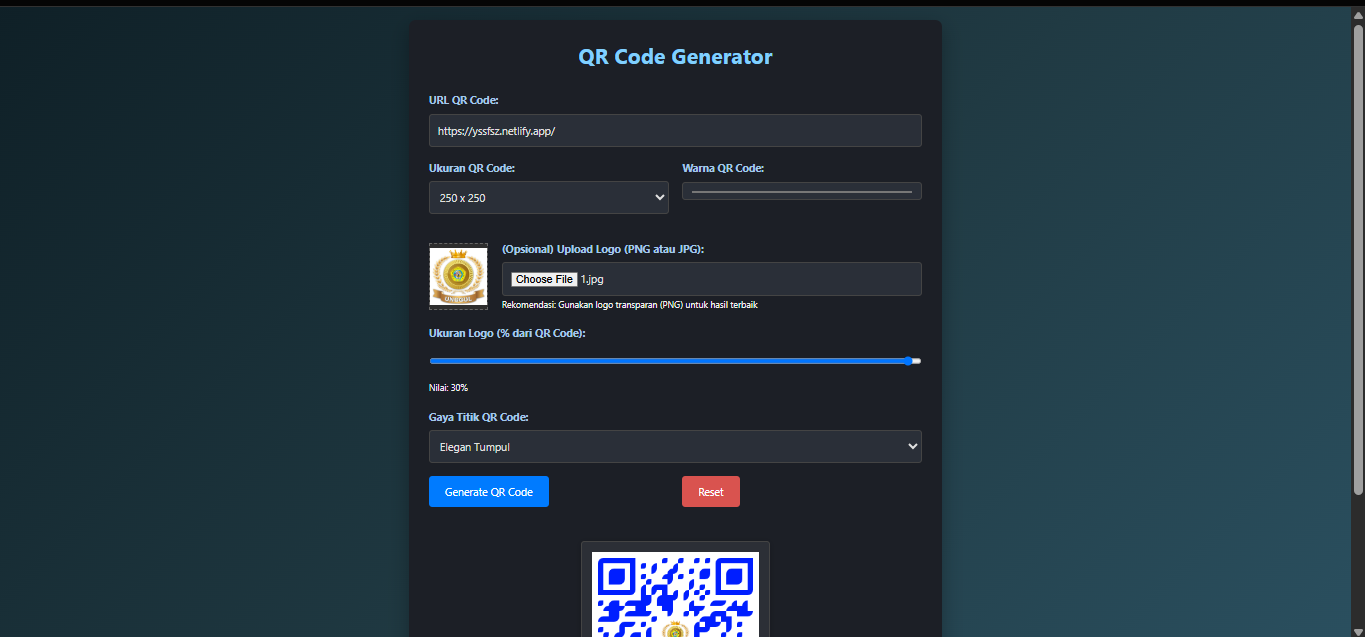 QR Code Generator
URL QR Code:
https://yssfsz.netlify.app/
Ukuran QR Code:
Warna QR Code:
250 x 250
(Opsional) Upload Logo (PNG atau JPG):
Choose File 1.jpg
Rekomendasi: Gunakan logo transparan (PNG) untuk hasil terbaik
UNGGUL
Ukuran Logo (% dari QR Code):
Nilai: 30%
Gaya Titik QR Code:
Elegan Tumpul
Generate QR Code
Reset